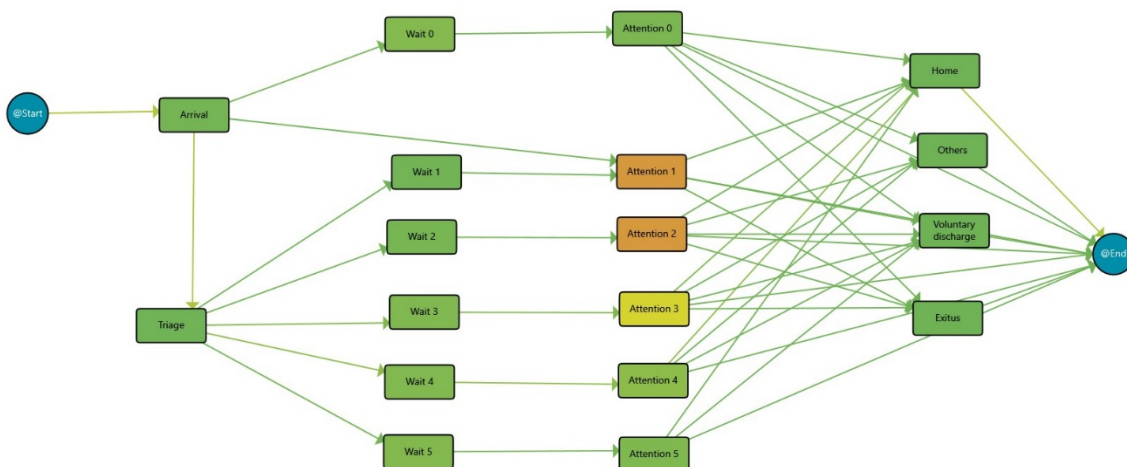 @Start
Arrival
Triage
Wait 0
Wait 1
Wait 2
Wait 3
Wait 4
Wait 5
Attention 0
Attention 1
Attention 2
Attention 3
Attention 4
Attention 5
Home
Others
Voluntary
discharge
Exitus
@End